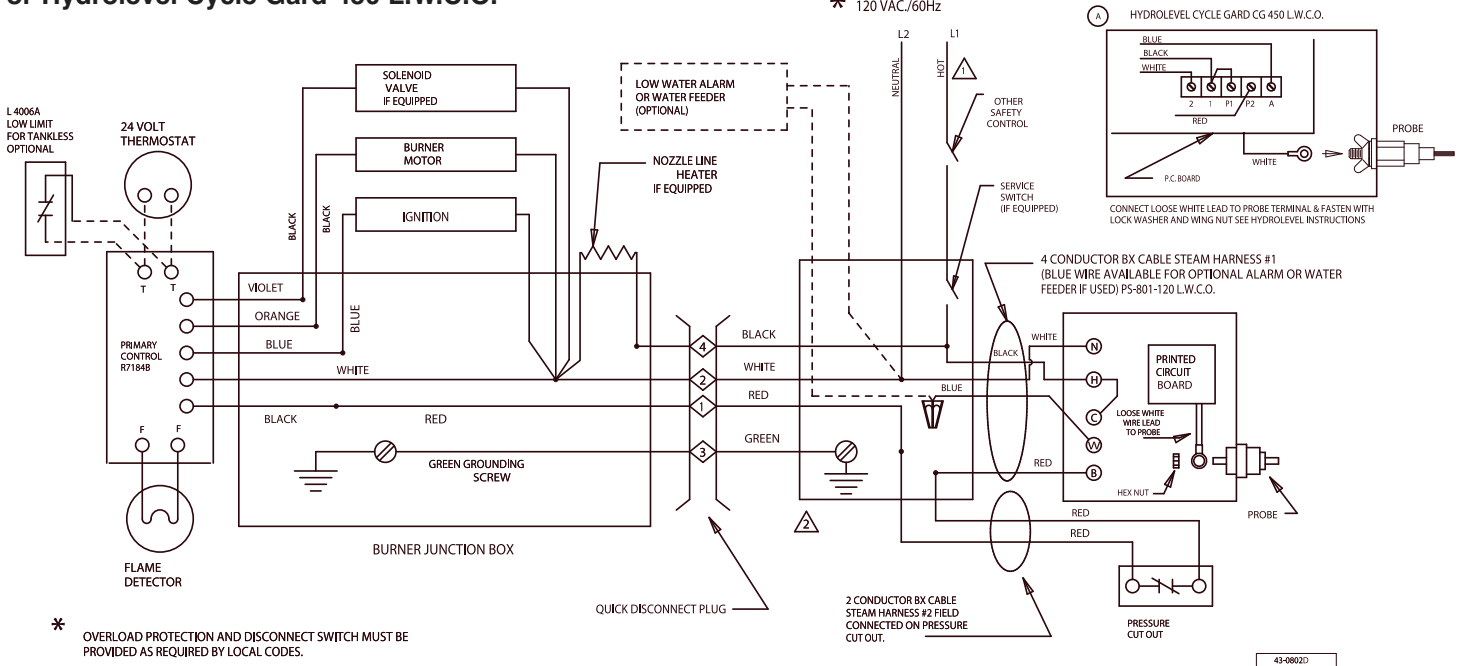 or Hydrolevel Cycle Gard 450 L.W.C.O.
* 120 VAC./60Hz
L2
L1
NEUTRAL
HOT
1
OTHER
SAFETY
CONTROL
SERVICE
SWITCH
(IF EQUIPPED)
A
HYDROLEVEL CYCLE GARD CG 450 L.W.C.O.
BLUE
BLACK
WHITE
2 1 P1 P2 A
RED
WHITE
PROBE
P.C. BOARD
CONNECT LOOSE WHITE LEAD TO PROBE TERMINAL & FASTEN WITH
LOCK WASHER AND WING NUT SEE HYDROLEVEL INSTRUCTIONS
L 4006A
LOW LIMIT
FOR TANKLESS
OPTIONAL
24 VOLT
THERMOSTAT
SOLENOID
VALVE
IF EQUIPPED
BURNER
MOTOR
IGNITION
BLACK
BLACK
BLUE
LOW WATER ALARM
OR WATER FEEDER
(OPTIONAL)
NOZZLE LINE
HEATER
IF EQUIPPED
T T
VIOLET
ORANGE
BLUE
WHITE
BLACK
RED
PRIMARY
CONTROL
R7184B
F F
FLAME
DETECTOR
GREEN GROUNDING
SCREW
BURNER JUNCTION BOX
4
2
1
3
BLACK
WHITE
RED
GREEN
QUICK DISCONNECT PLUG
2
4 CONDUCTOR BX CABLE STEAM HARNESS #1
(BLUE WIRE AVAILABLE FOR OPTIONAL ALARM OR WATER
FEEDER IF USED) PS-801-120 L.W.C.O.
WHITE
BLACK
BLUE
RED
N
H
C
W
B
PRINTED
CIRCUIT
BOARD
LOOSE WHITE
WIRE LEAD
TO PROBE
HEX NUT
PROBE
RED
RED
2 CONDUCTOR BX CABLE
STEAM HARNESS #2 FIELD
CONNECTED ON PRESSURE
CUT OUT.
PRESSURE
CUT OUT
* OVERLOAD PROTECTION AND DISCONNECT SWITCH MUST BE
PROVIDED AS REQUIRED BY LOCAL CODES.
43-0802D